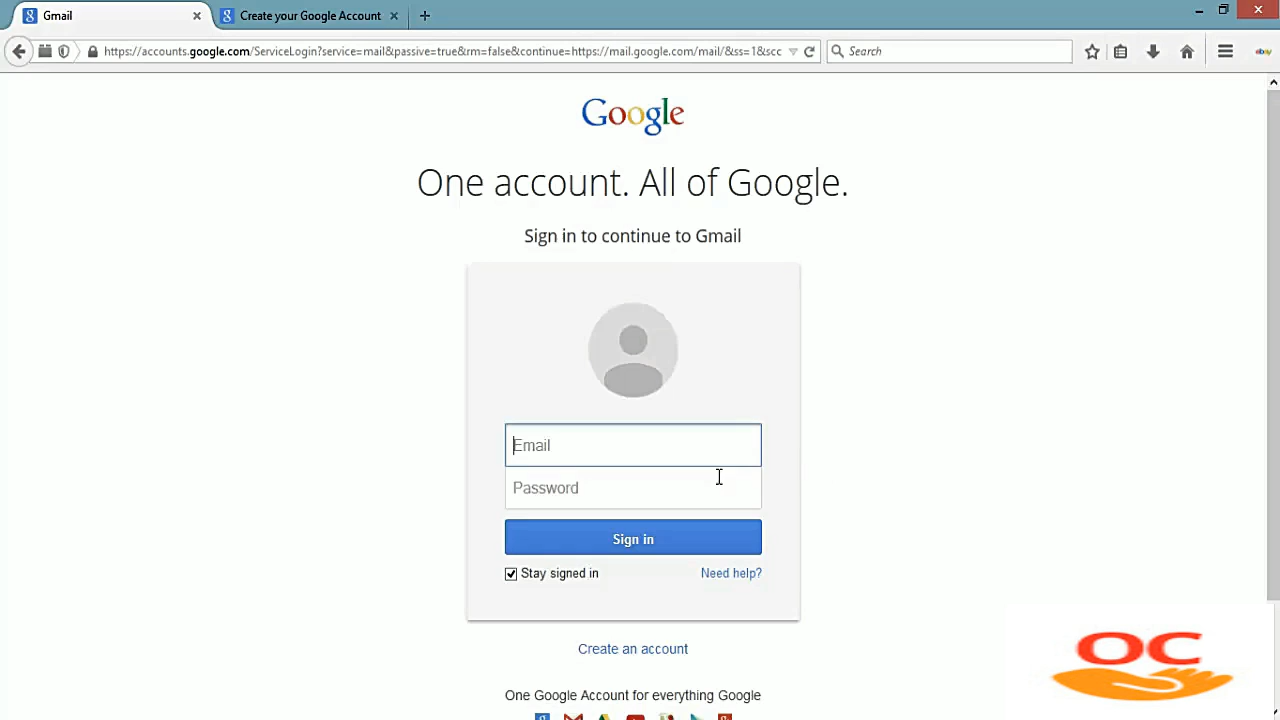 Gmail
Create your Google Account
https://accounts.google.com/ServiceLogin?service=mail&passive=true&rm=false&continue=https://mail.google.com/mail/&ss=1&scc
Search
ebay
Google
One account. All of Google.
Sign in to continue to Gmail
Email
Password
Sign in
Stay signed in
Need help?
Create an account
One Google Account for everything Google
OC